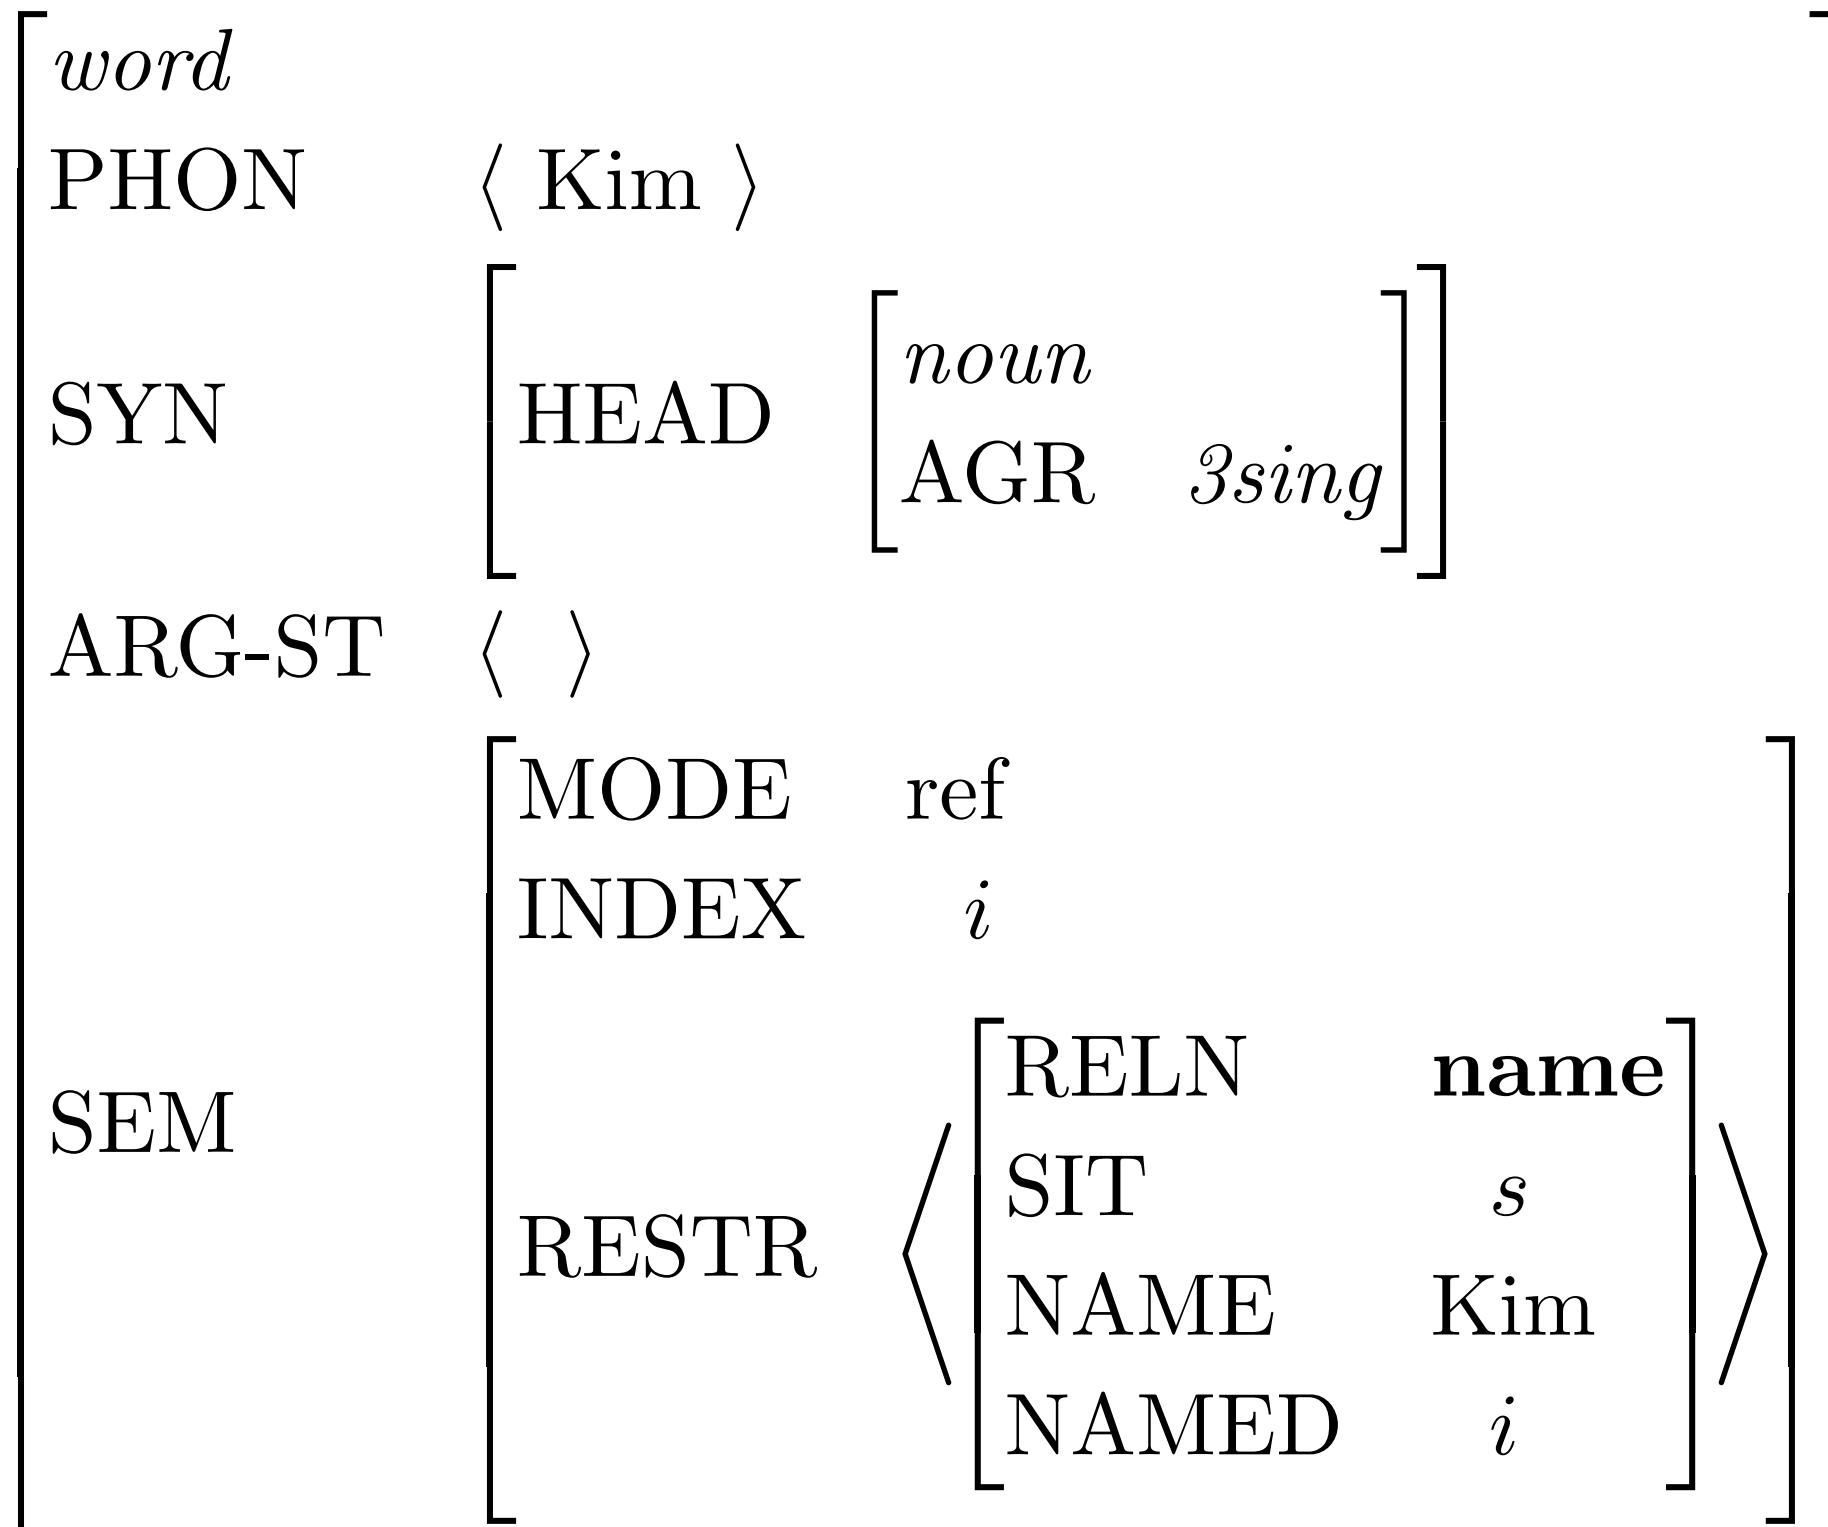 word
PHON ⟨ Kim ⟩
noun
SYN HEAD
AGR 3sing
ARG-ST ⟨ ⟩
MODE ref
INDEX i
RELN name
SEM
SIT s
RESTR
NAME Kim
NAMED i